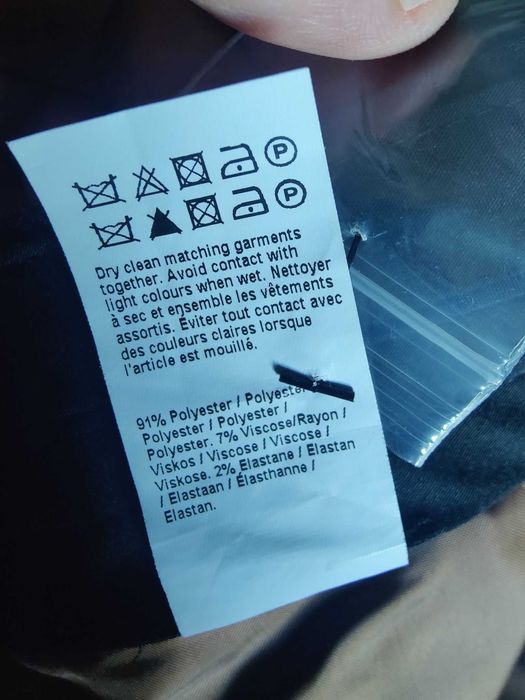 P
P
Dry clean matching garments
together. Avoid contact with
light colours when wet. Nettoyer
à sec et ensemble les vêtements
assortis. Éviter tout contact avec
des couleurs claires lorsque
l'article est mouillé.
91% Polyester / Polyester
Polyester / Polyester /
Polyester. 7% Viscose/Rayon /
Viskos / Viscose / Viscose /
Viskose. 2% Elastane / Elastan
/ Elastaan / Élasthanne /
Elastan.